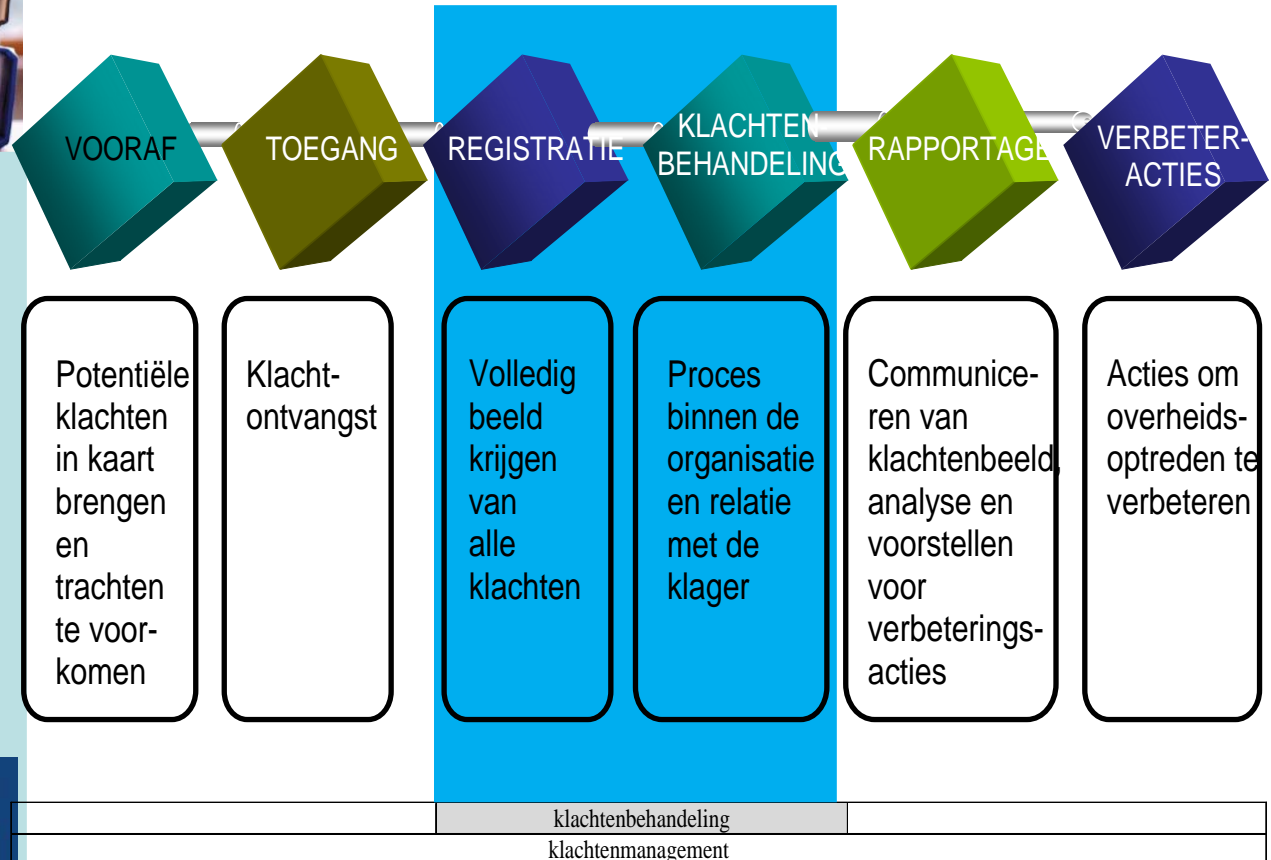 VOORAF
TOEGANG
REGISTRATIE
KLACHTEN
BEHANDELING
RAPPORTAGE
VERBETER-
ACTIES
Potentiële
klachten
in kaart
brengen
en
trachten
te voor-
komen
Klacht-
ontvangst
Volledig
beeld
krijgen
van
alle
klachten
Proces
binnen de
organisatie
en relatie
met de
klager
Communice-
ren van
klachtenbeeld,
analyse en
voorstellen
voor
verbeterings-
acties
Acties om
overheids-
optreden te
verbeteren
klachtenbehandeling
klachtenmanagement